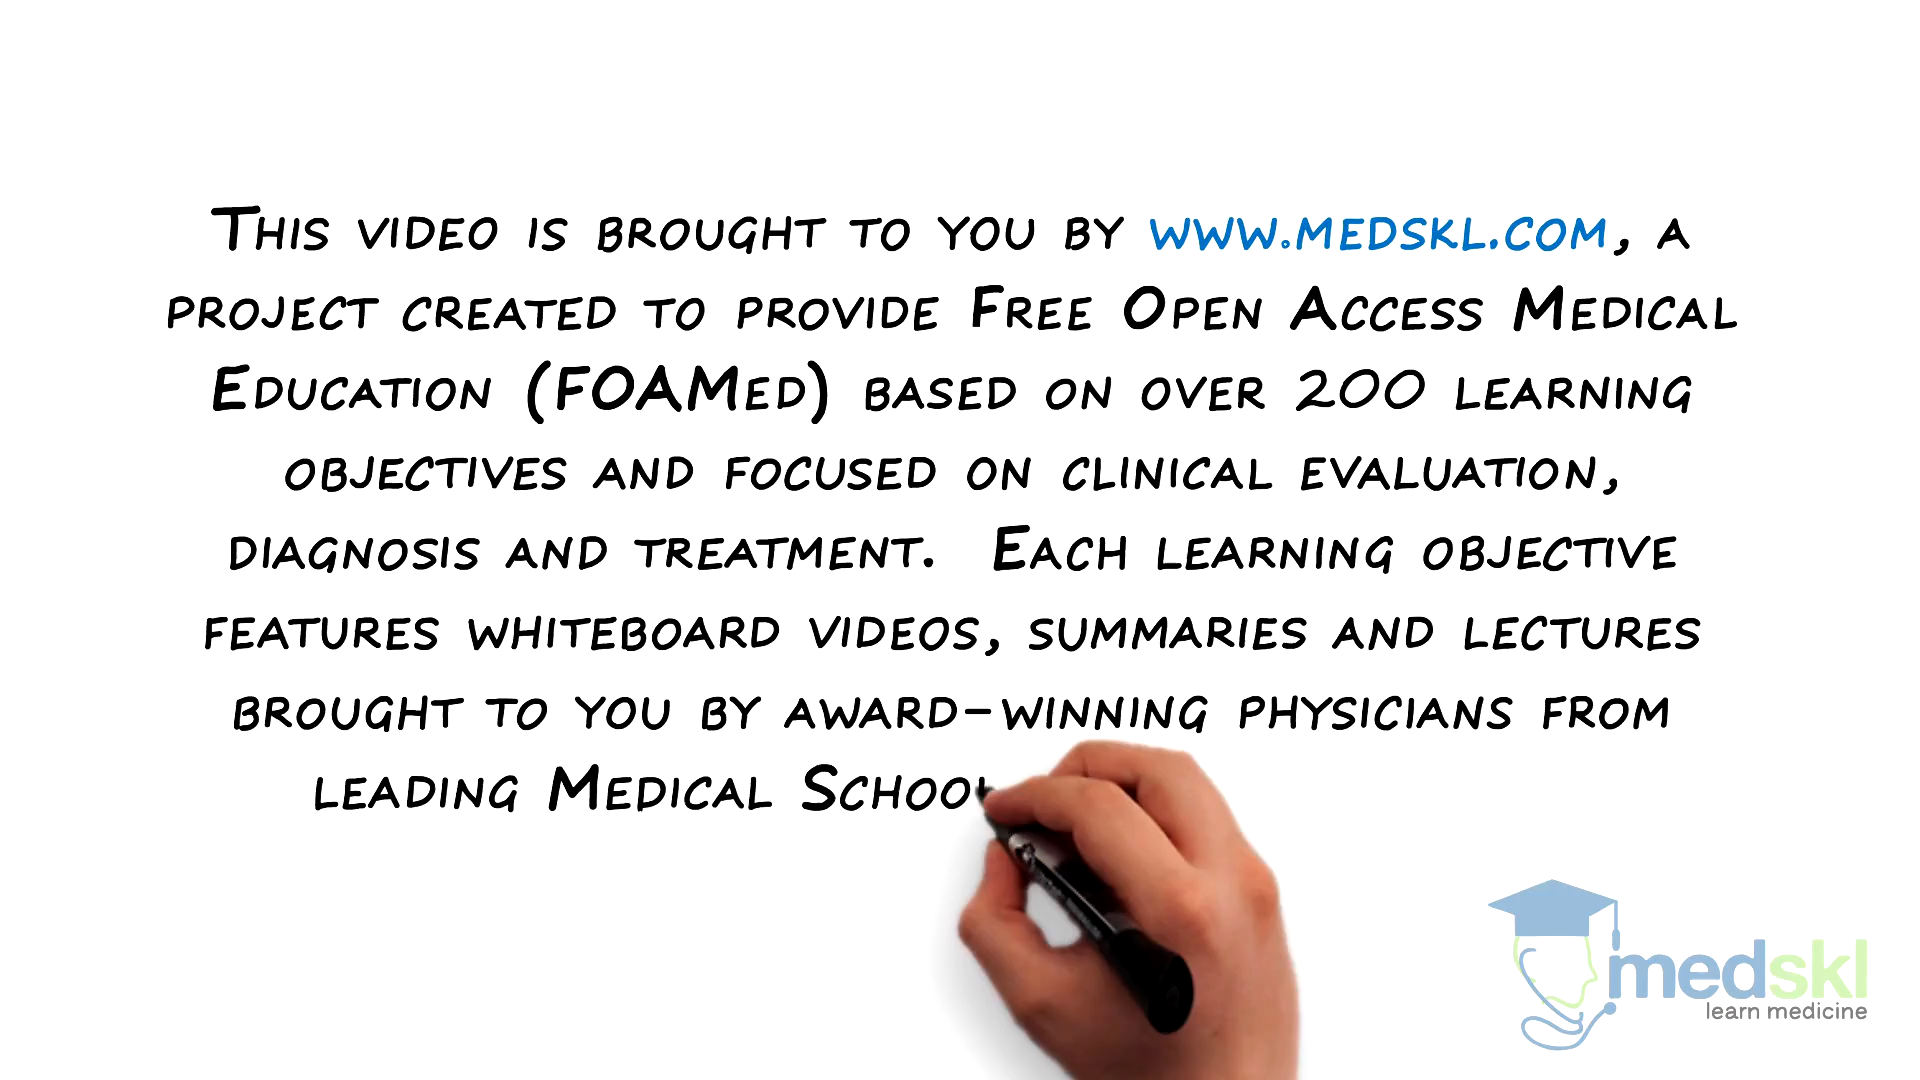 This video is brought to you by www.medskl.com, a
project created to provide Free Open Access Medical
Education (FOAMed) based on over 200 learning
objectives and focused on clinical evaluation,
diagnosis and treatment. Each learning objective
features whiteboard videos, summaries and lectures
brought to you by award-winning physicians from
leading Medical School
medskl
learn medicine